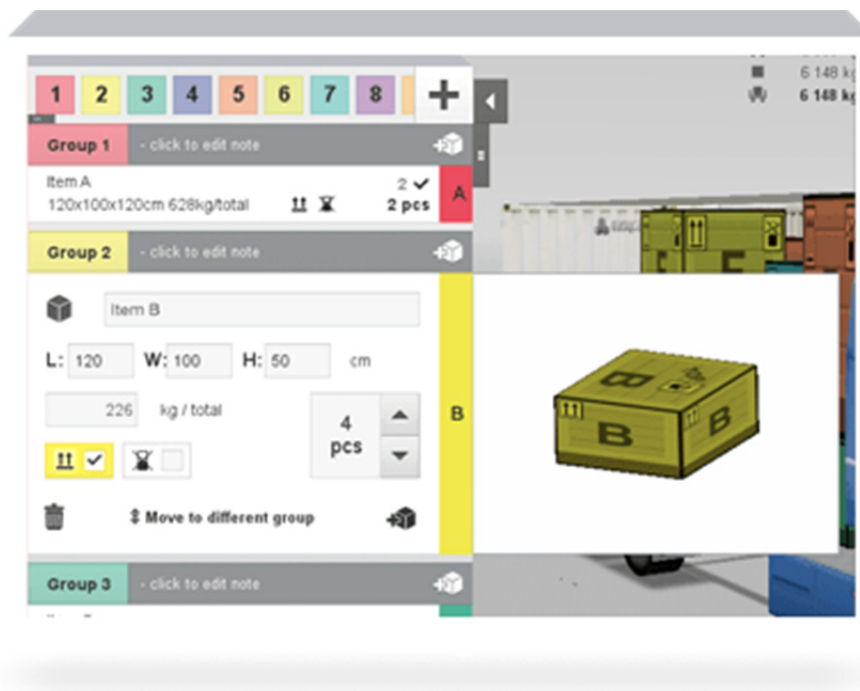 1 2 3 4 5 6 7 8
6 148 kg
6 148 kg
Group 1 - click to edit note
Item A 2
120x100x120cm 628kg/total 2 pcs
A
Group 2 - click to edit note
Item B
L: 120 W: 100 H: 50 cm
226 kg / total
4
pcs
B
Move to different group
B
B
B
Group 3 - click to edit note